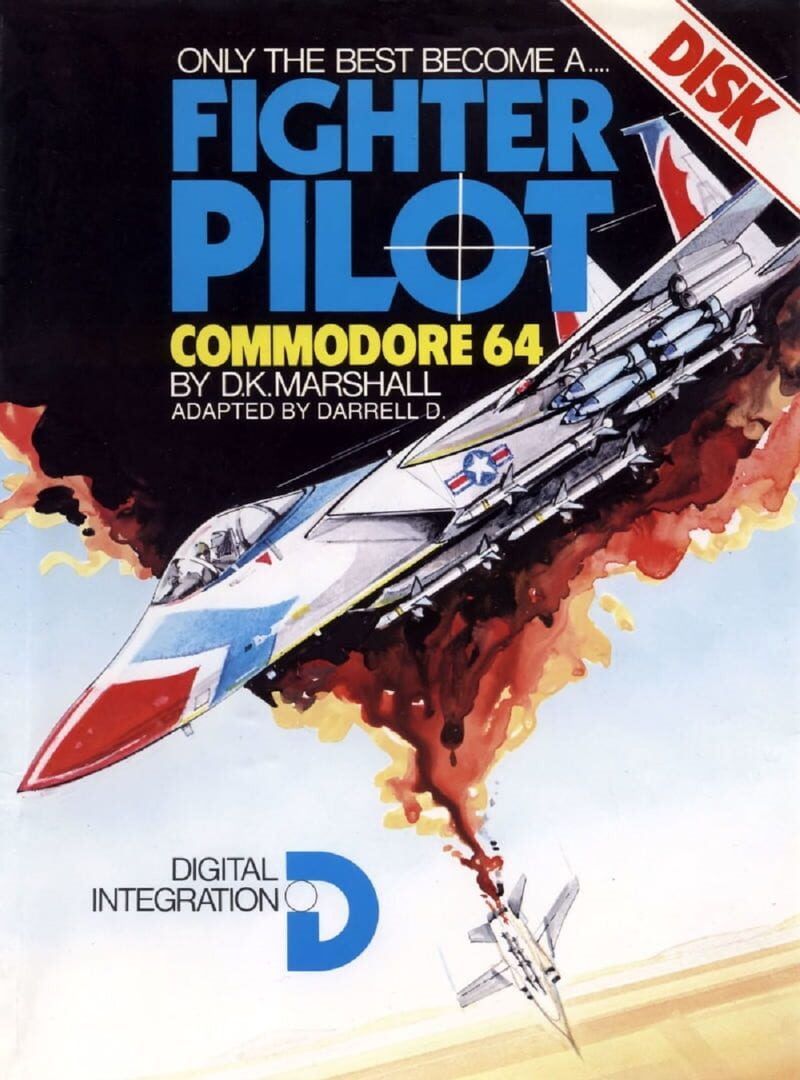 ONLY THE BEST BECOME A....
DISK
FIGHTER
PILOT
COMMODORE 64
BY D.K.MARSHALL
ADAPTED BY DARRELL D.
DIGITAL
INTEGRATION